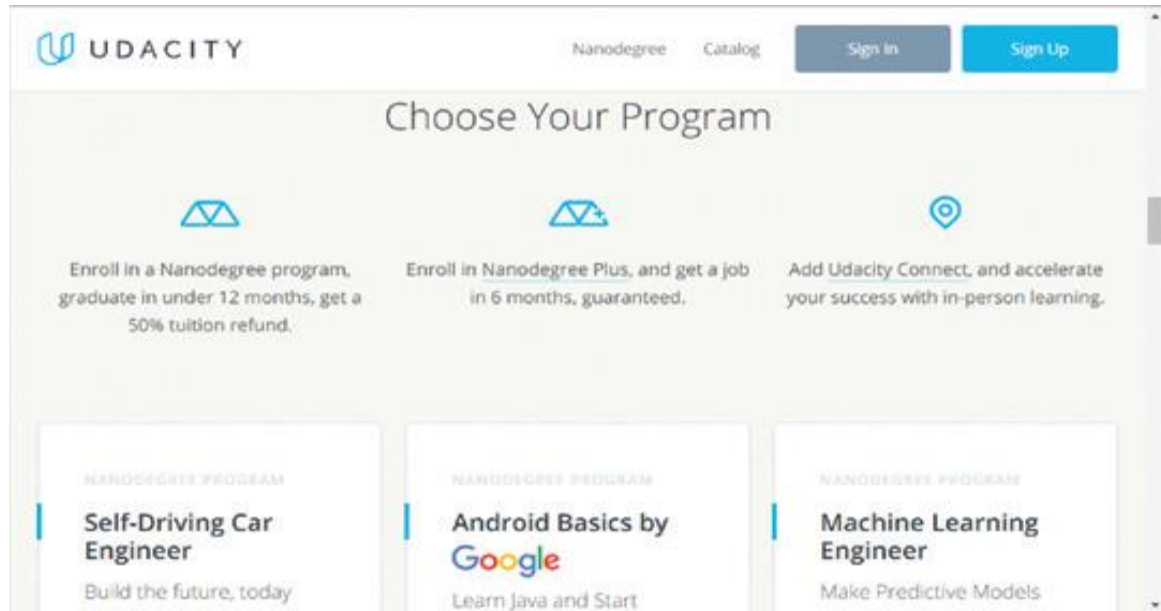 UDACITY
Nanodegree Catalog Sign In Sign Up
Choose Your Program
Enroll in a Nanodegree program,
graduate in under 12 months, get a
50% tuition refund.
Enroll in Nanodegree Plus, and get a job
in 6 months, guaranteed.
Add Udacity Connect, and accelerate
your success with in-person learning.
NANODEGREE PROGRAM
Self-Driving Car
Engineer
Build the future, today
NANODEGREE PROGRAM
Android Basics by
Google
Learn Java and Start
NANODEGREE PROGRAM
Machine Learning
Engineer
Make Predictive Models